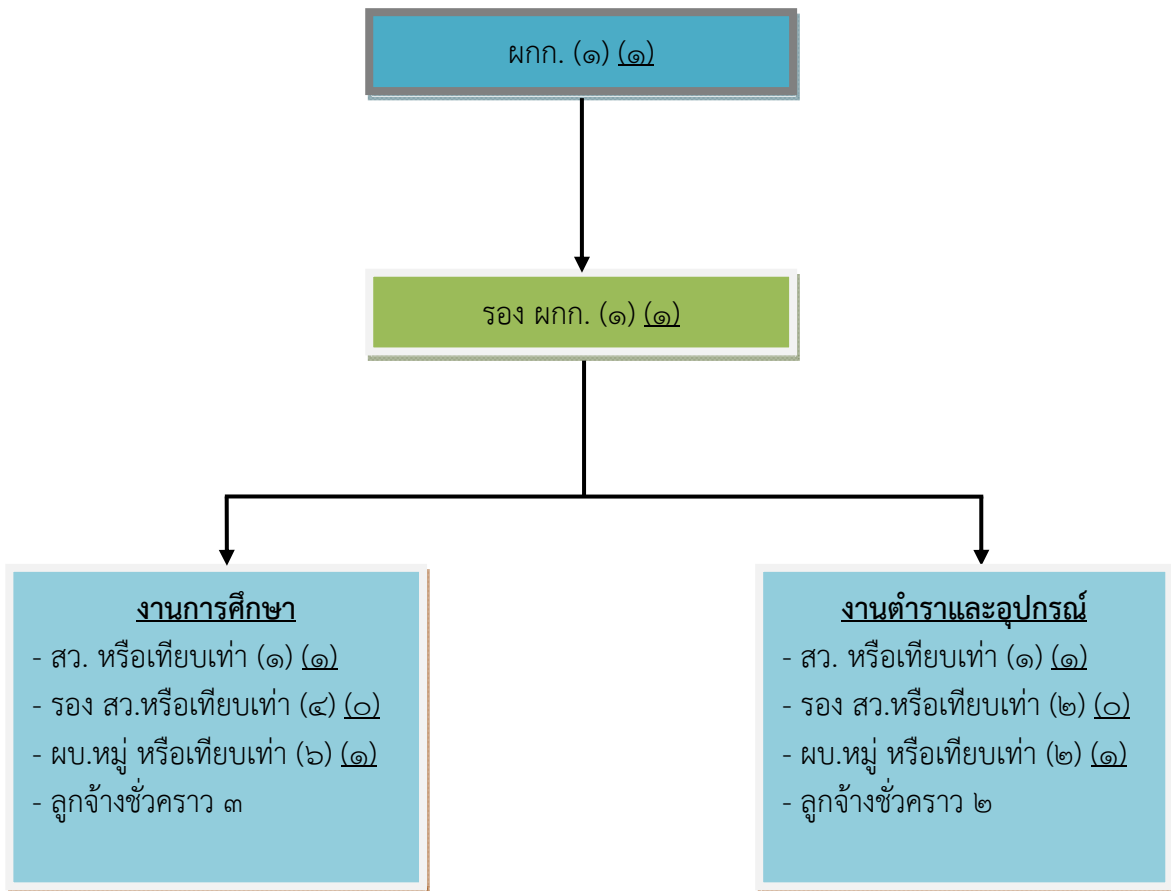 ผกก. (๑) (๑)
รอง ผกก. (๑) (๑)
งานการศึกษา
- สว. หรือเทียบเท่า (๑) (๑)
- รอง สว.หรือเทียบเท่า (๔) (๐)
- ผบ.หมู่ หรือเทียบเท่า (๖) (๑)
- ลูกจ้างชั่วคราว ๓
งานตำราและอุปกรณ์
- สว. หรือเทียบเท่า (๑) (๑)
- รอง สว.หรือเทียบเท่า (๒) (๐)
- ผบ.หมู่ หรือเทียบเท่า (๒) (๑)
- ลูกจ้างชั่วคราว ๒